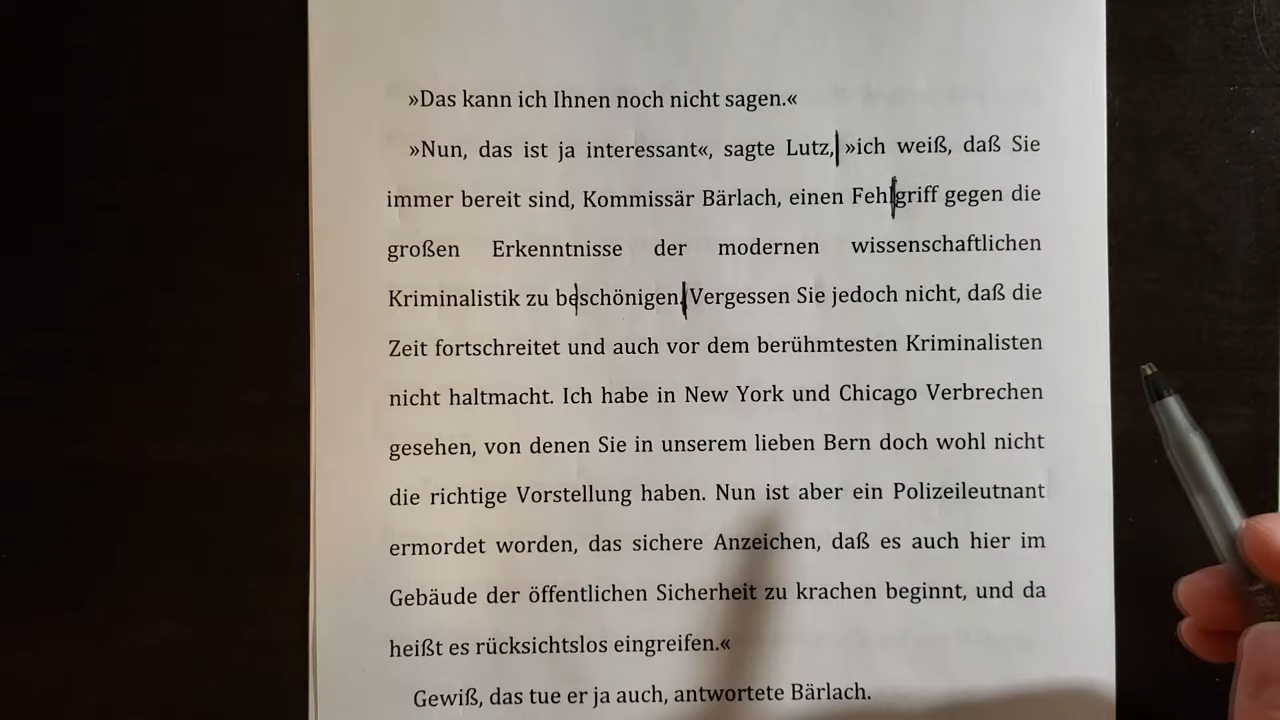 »Das kann ich Ihnen noch nicht sagen.«
»Nun, das ist ja interessant«, sagte Lutz, »ich weiß, daß Sie
immer bereit sind, Kommissär Bärlach, einen Fehlgriff gegen die
großen Erkenntnisse der modernen wissenschaftlichen
Kriminalistik zu beschönigen. Vergessen Sie jedoch nicht, daß die
Zeit fortschreitet und auch vor dem berühmtesten Kriminalisten
nicht haltmacht. Ich habe in New York und Chicago Verbrechen
gesehen, von denen Sie in unserem lieben Bern doch wohl nicht
die richtige Vorstellung haben. Nun ist aber ein Polizeileutnant
ermordet worden, das sichere Anzeichen, daß es auch hier im
Gebäude der öffentlichen Sicherheit zu krachen beginnt, und da
heißt es rücksichtslos eingreifen.«
Gewiß, das tue er ja auch, antwortete Bärlach.